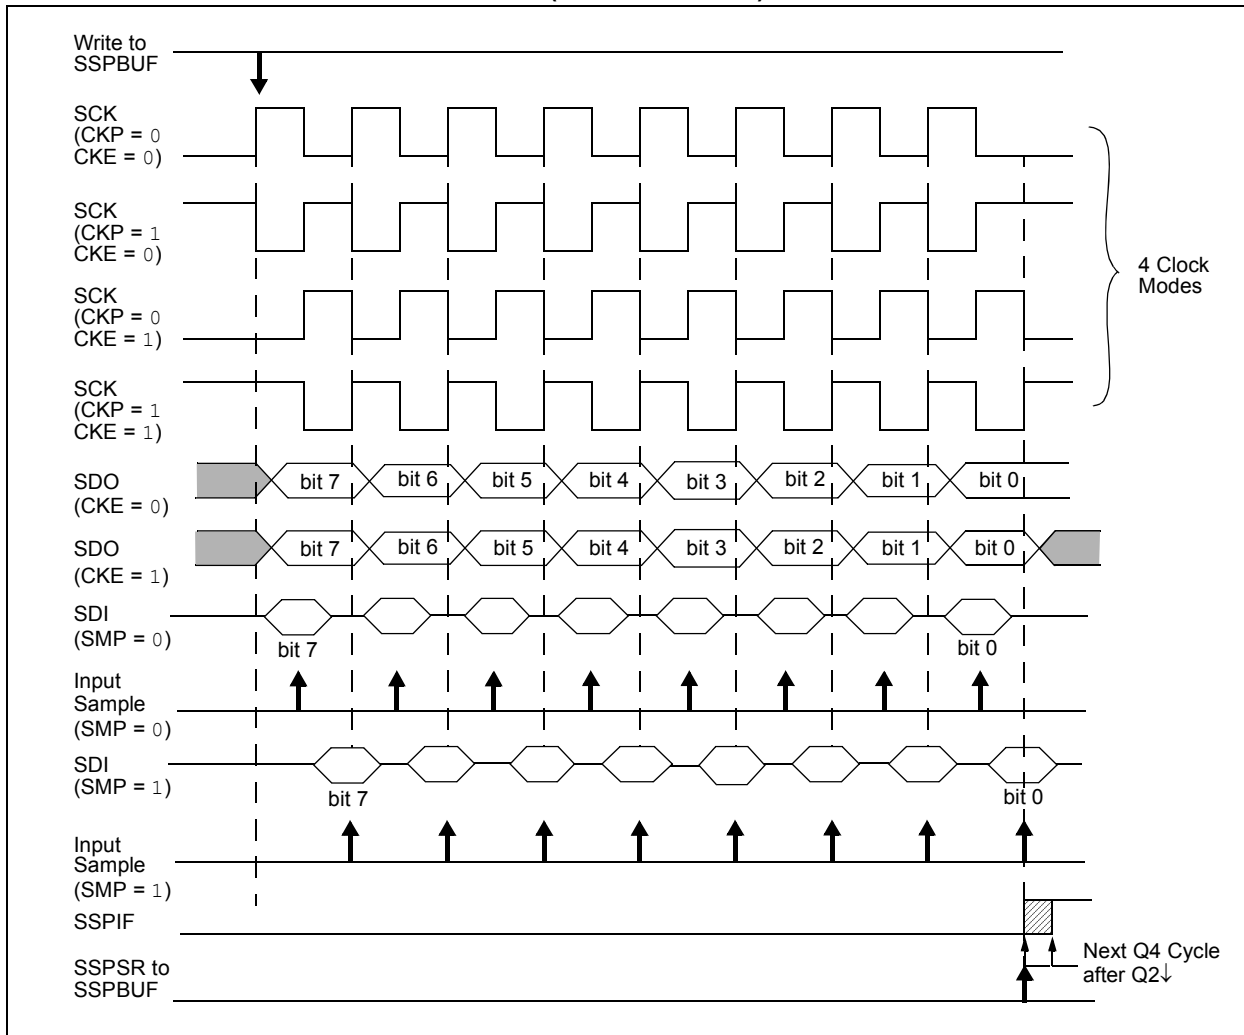 Write to
SSPBUF
SCK
(CKP = 0
CKE = 0)
SCK
(CKP = 1
CKE = 0)
4 Clock
Modes
SCK
(CKP = 0
CKE = 1)
SCK
(CKP = 1
CKE = 1)
SDO
(CKE = 0)
bit 7 bit 6 bit 5 bit 4 bit 3 bit 2 bit 1 bit 0
SDO
(CKE = 1)
bit 7 bit 6 bit 5 bit 4 bit 3 bit 2 bit 1 bit 0
SDI
(SMP = 0)
bit 7 bit 0
Input
Sample
(SMP = 0)
SDI
(SMP = 1)
bit 7 bit 0
Input
Sample
(SMP = 1)
SSPIF
Next Q4 Cycle
after Q2↓
SSPSR to
SSPBUF